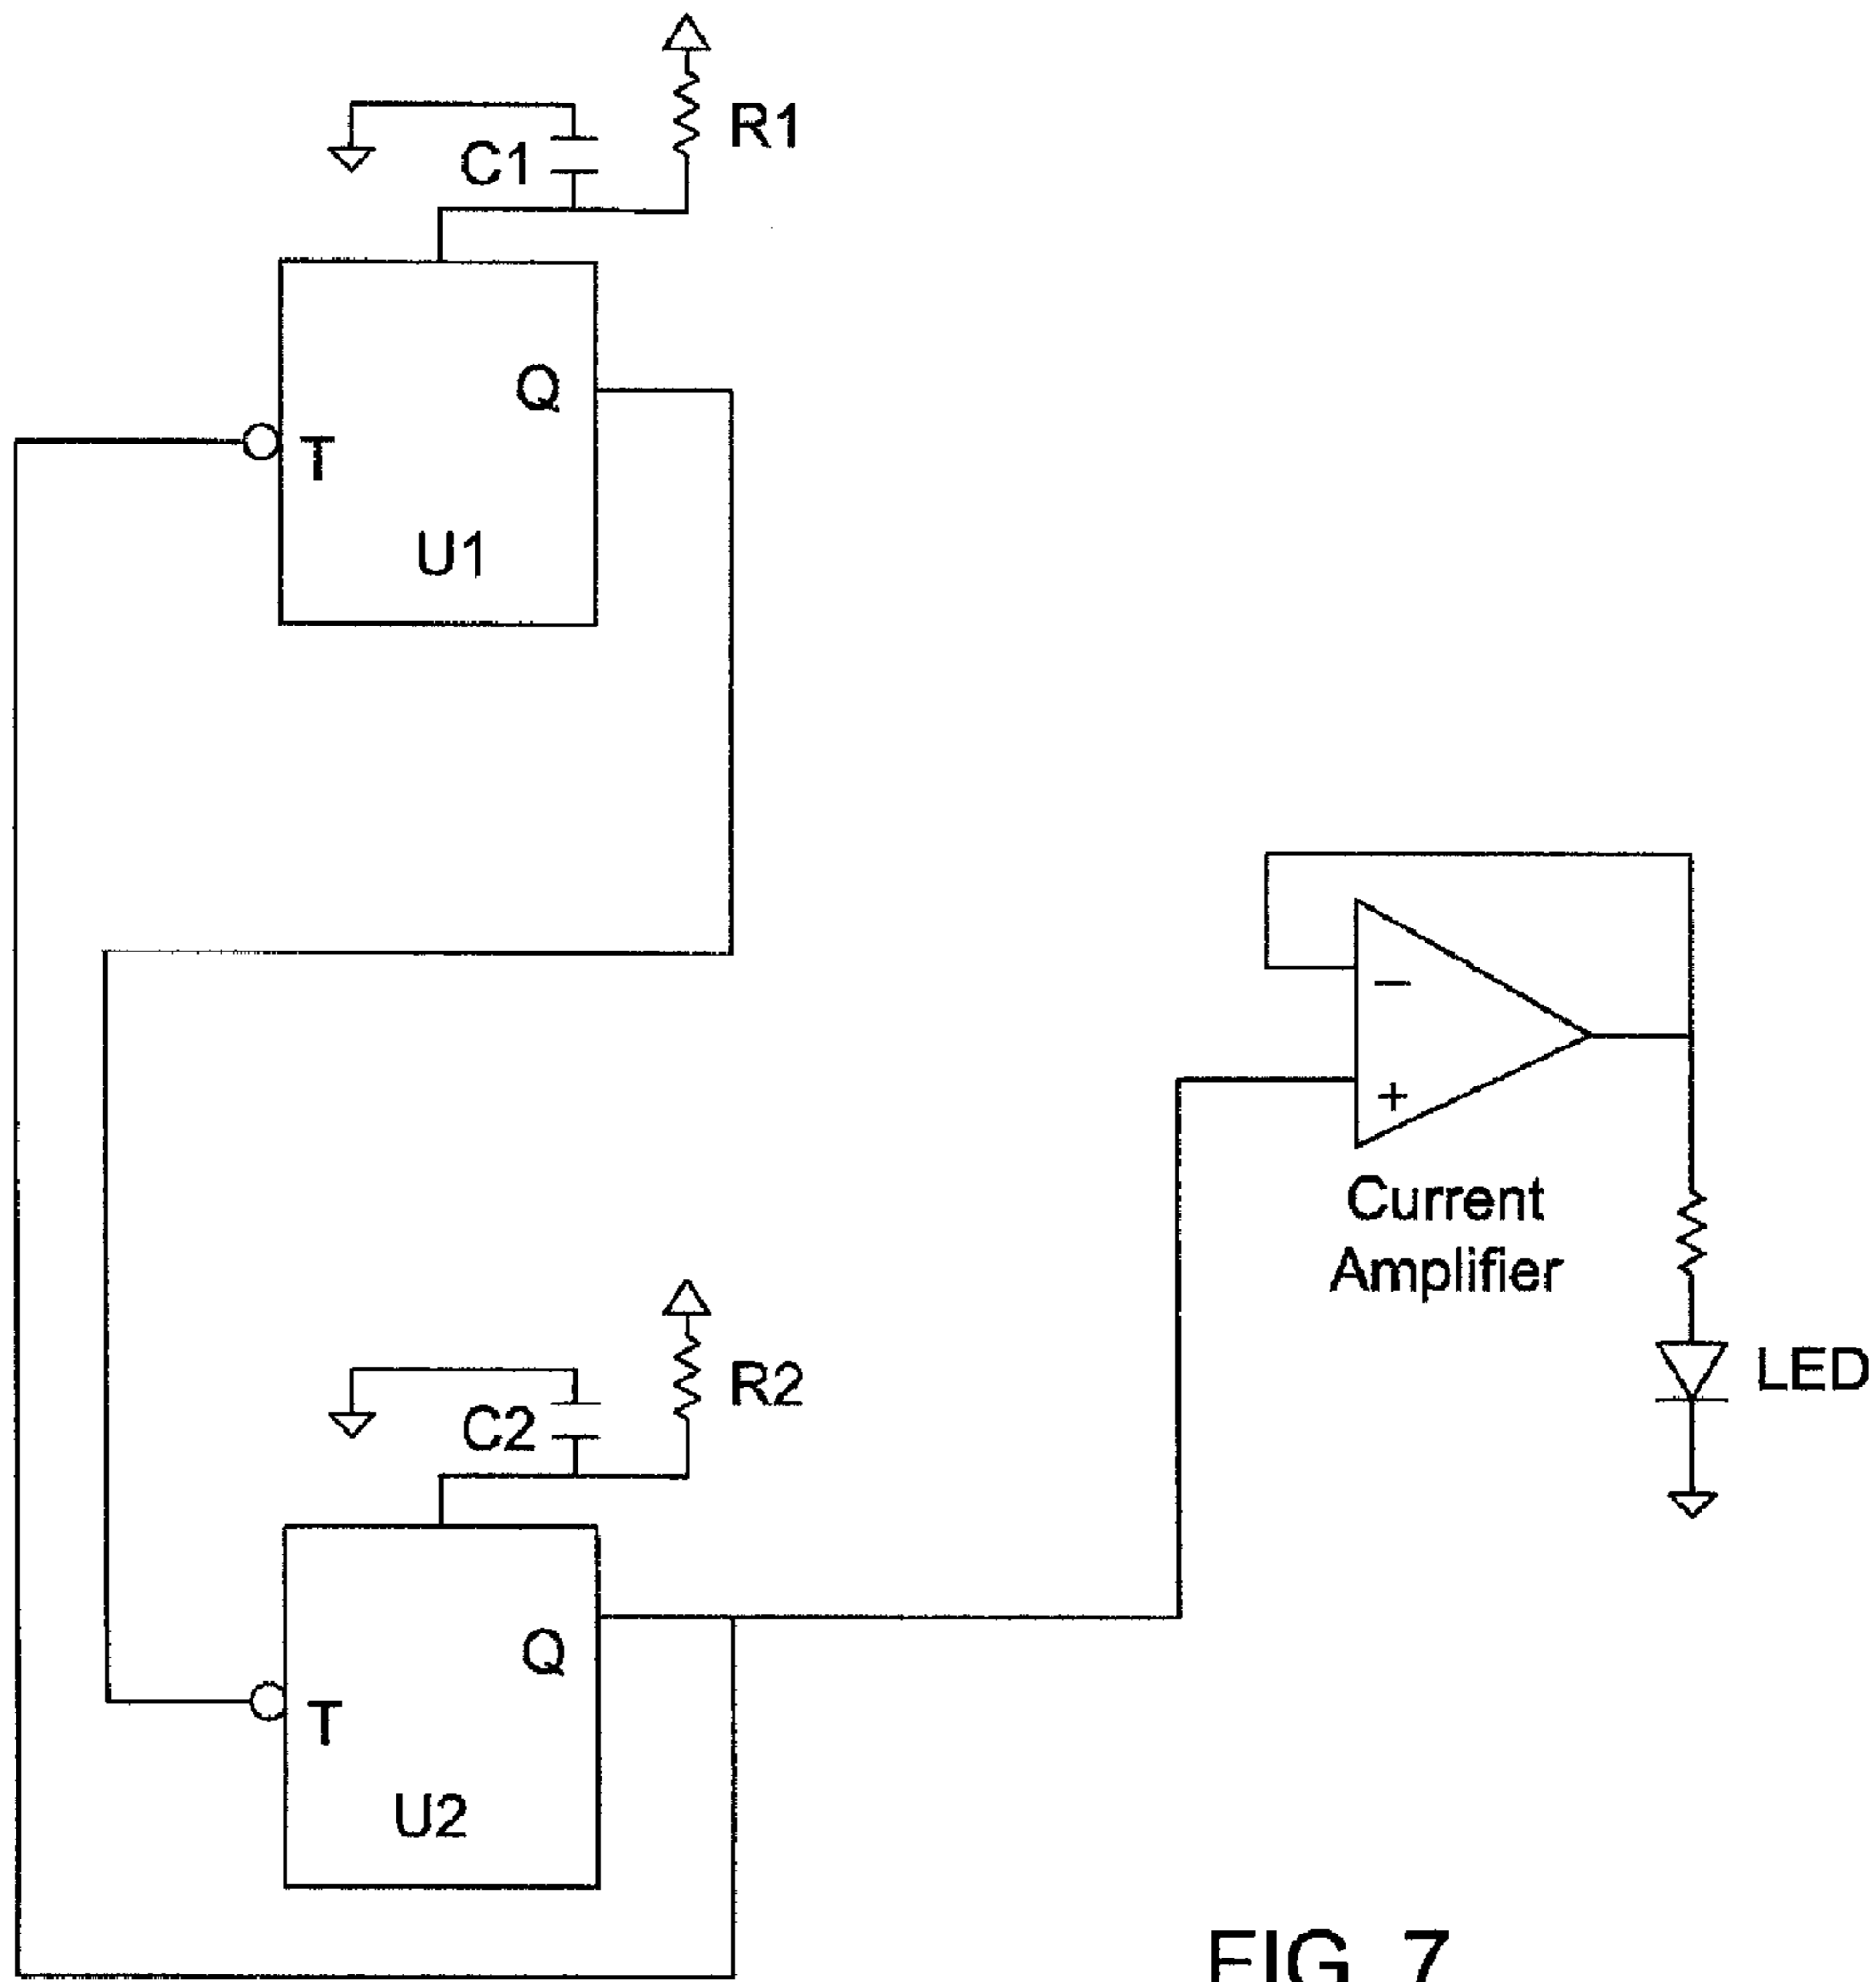 R1
C1
Q
T
U1
−
+
Current
Amplifier
R2
LED
C2
Q
T
U2
FIG. 7